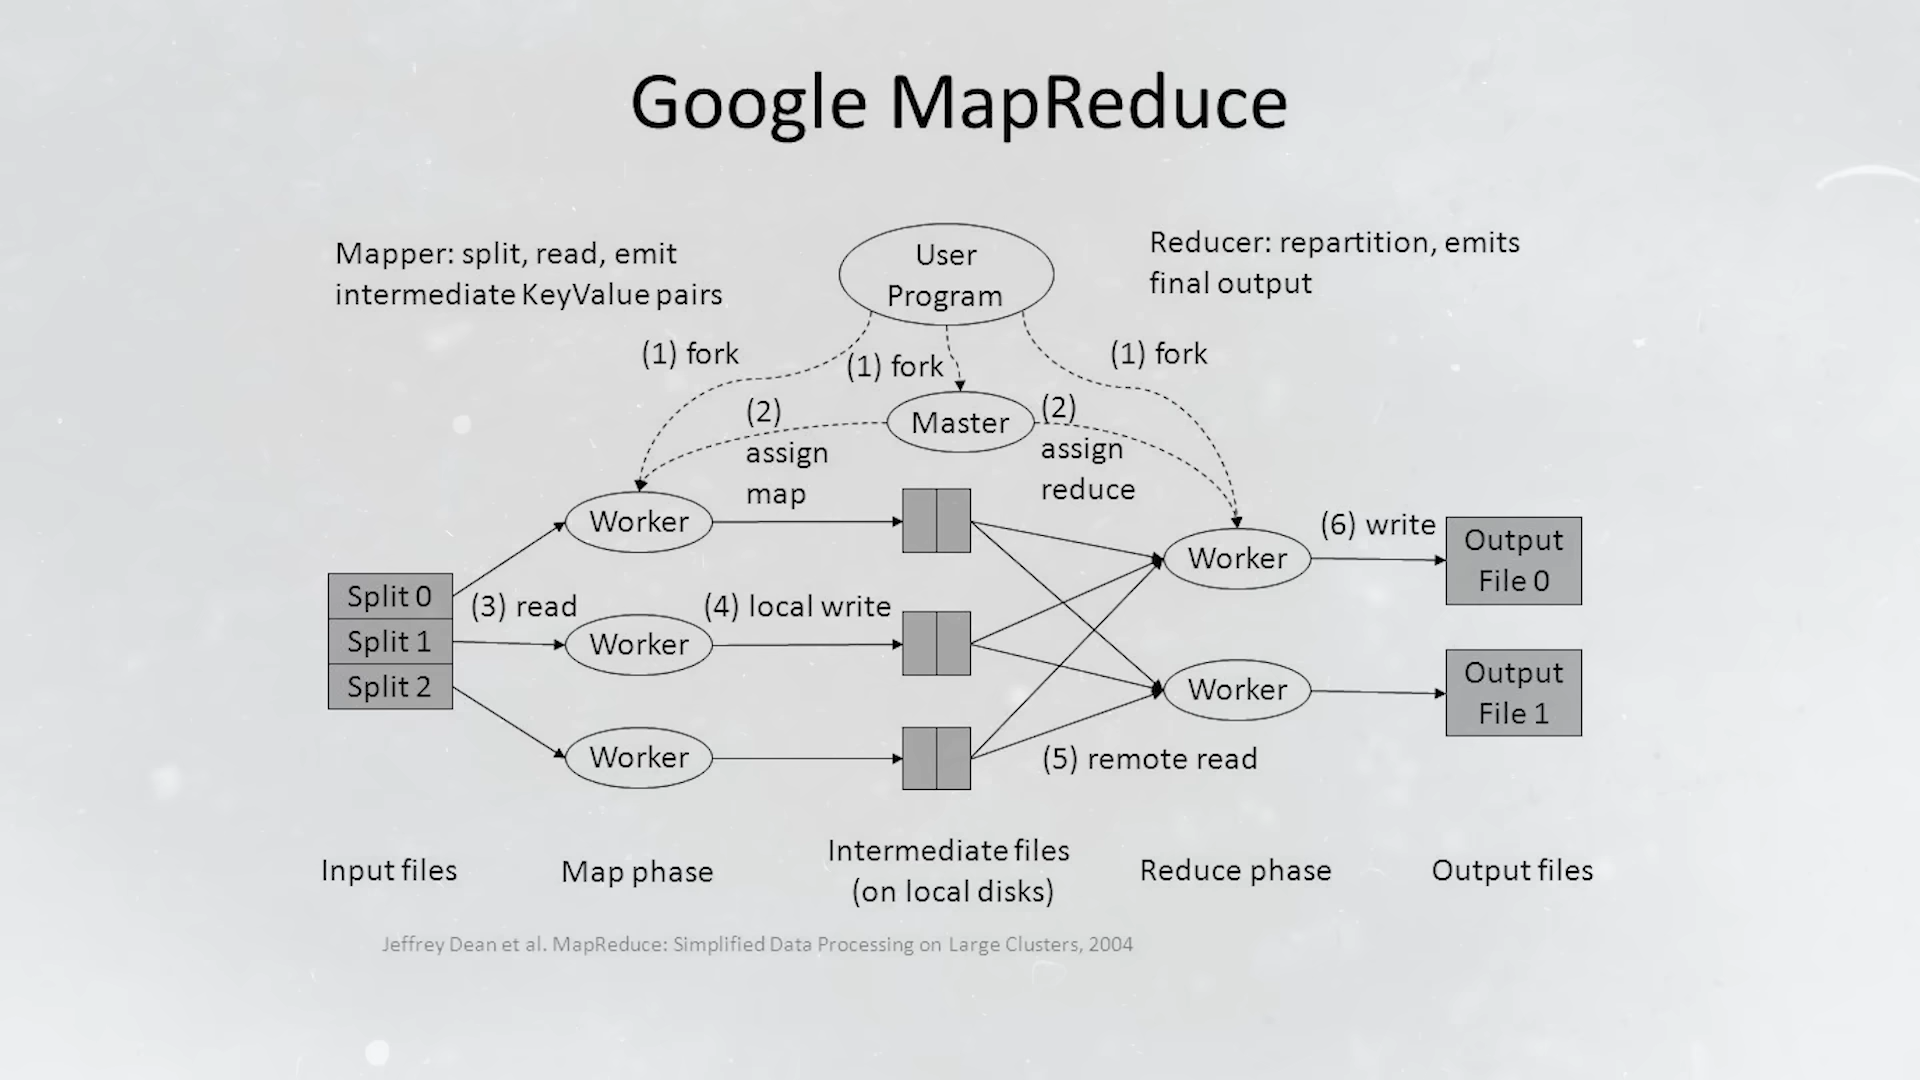 Google MapReduce
Mapper: split, read, emit
intermediate KeyValue pairs
User
Program
Reducer: repartition, emits
final output
(1) fork
(1) fork
(1) fork
Master
(2)
assign
map
(2)
assign
reduce
Split 0
Split 1
Split 2
(3) read
Worker
Worker
Worker
(4) local write
(5) remote read
Worker
Worker
(6) write
Output
File 0
Output
File 1
Input files
Map phase
Intermediate files
(on local disks)
Reduce phase
Output files
Jeffrey Dean et al. MapReduce: Simplified Data Processing on Large Clusters, 2004